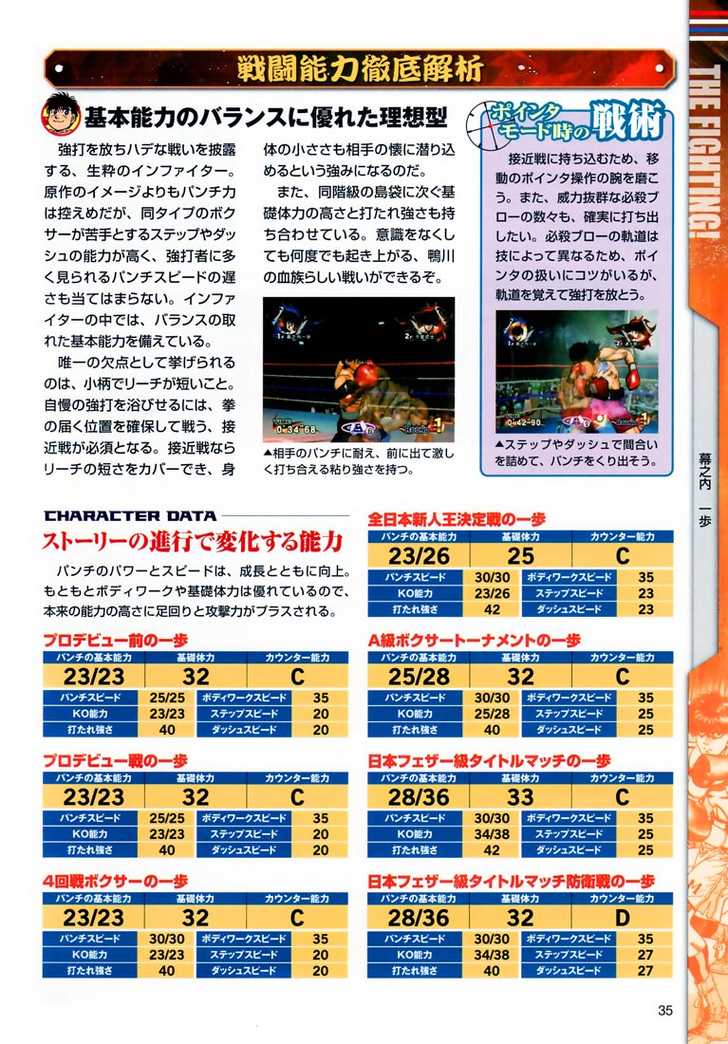 戦闘能力徹底解析
THE FIGHTING!
基本能力のバランスに優れた理想型
強打を放ちハデな戦いを披露
する、生粋のインファイター。
原作のイメージよりもパンチ力
は控えめだが、同タイプのボク
サーが苦手とするステップやダッ
シュの能力が高く、強打者に多
く見られるパンチスピードの遅
さも当てはまらない。インファ
イターの中では、バランスの取
れた基本能力を備えている。
唯一の欠点として挙げられる
のは、小柄でリーチが短いこと。
自慢の強打を浴びせるには、拳
の届く位置を確保して戦う、接
近戦が必須となる。接近戦なら
リーチの短さをカバーでき、身
体の小ささも相手の懐に潜り込
めるという強みになるのだ。
また、同階級の島袋に次ぐ基
礎体力の高さと打たれ強さも持
ち合わせている。意識をなくし
ても何度でも起き上がる、鴨川
の血族らしい戦いができるぞ。
0:34"68
▲相手のパンチに耐え、前に出て激し
く打ち合える粘り強さを持つ。
ポインタ
モード時の戦術
接近戦に持ち込むため、移
動のポインタ操作の腕を磨こ
う。また、威力抜群な必殺ブ
ローの数々も、確実に打ち出
したい。必殺ブローの軌道は
技によって異なるため、ポイ
ンタの扱いにコツがいるが、
軌道を覚えて強打を放とう。
0:42"90
▲ステップやダッシュで間合い
を詰めて、パンチをくり出そう。
幕之内 一歩
CHARACTER DATA
ストーリーの進行で変化する能力
パンチのパワーとスピードは、成長とともに向上。
もともとボディワークや基礎体力は優れているので、
本来の能力の高さに足回りと攻撃力がプラスされる。
プロデビュー前の一歩
パンチの基本能力 基礎体力 カウンター能力
23/23 32 C
パンチスピード 25/25 ボディワークスピード 35
KO能力 23/23 ステップスピード 20
打たれ強さ 40 ダッシュスピード 20
プロデビュー戦の一歩
パンチの基本能力 基礎体力 カウンター能力
23/23 32 C
パンチスピード 25/25 ボディワークスピード 35
KO能力 23/23 ステップスピード 20
打たれ強さ 40 ダッシュスピード 20
4回戦ボクサーの一歩
パンチの基本能力 基礎体力 カウンター能力
23/23 32 C
パンチスピード 30/30 ボディワークスピード 35
KO能力 23/23 ステップスピード 20
打たれ強さ 40 ダッシュスピード 20
全日本新人王決定戦の一歩
パンチの基本能力 基礎体力 カウンター能力
23/26 25 C
パンチスピード 30/30 ボディワークスピード 35
KO能力 23/26 ステップスピード 23
打たれ強さ 42 ダッシュスピード 23
A級ボクサートーナメントの一歩
パンチの基本能力 基礎体力 カウンター能力
25/28 32 C
パンチスピード 30/30 ボディワークスピード 35
KO能力 25/28 ステップスピード 25
打たれ強さ 40 ダッシュスピード 25
日本フェザー級タイトルマッチの一歩
パンチの基本能力 基礎体力 カウンター能力
28/36 33 C
パンチスピード 30/30 ボディワークスピード 35
KO能力 34/38 ステップスピード 25
打たれ強さ 42 ダッシュスピード 25
日本フェザー級タイトルマッチ防衛戦の一歩
パンチの基本能力 基礎体力 カウンター能力
28/36 32 D
パンチスピード 30/30 ボディワークスピード 35
KO能力 34/38 ステップスピード 27
打たれ強さ 40 ダッシュスピード 27
35